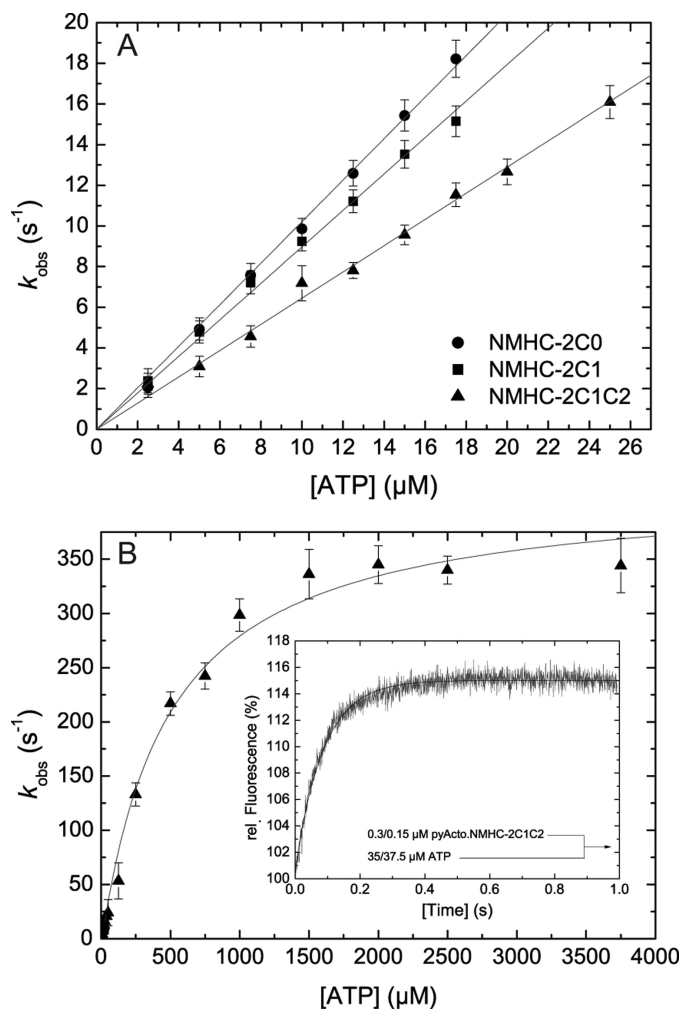 A
20
18
16
14
12
10
8
6
4
2
0
k obs (s-1)
NMHC-2C0
NMHC-2C1
NMHC-2C1C2
0 2 4 6 8 10 12 14 16 18 20 22 24 26
[ATP] (µM)
B
350
300
250
200
150
100
50
0
k obs (s-1)
118
116
114
112
110
108
106
104
102
100
rel. Fluorescence (%)
0.3/0.15 µM pyActo.NMHC-2C1C2
35/37.5 µM ATP
0.0 0.2 0.4 0.6 0.8 1.0
[Time] (s)
0 500 1000 1500 2000 2500 3000 3500 4000
[ATP] (µM)